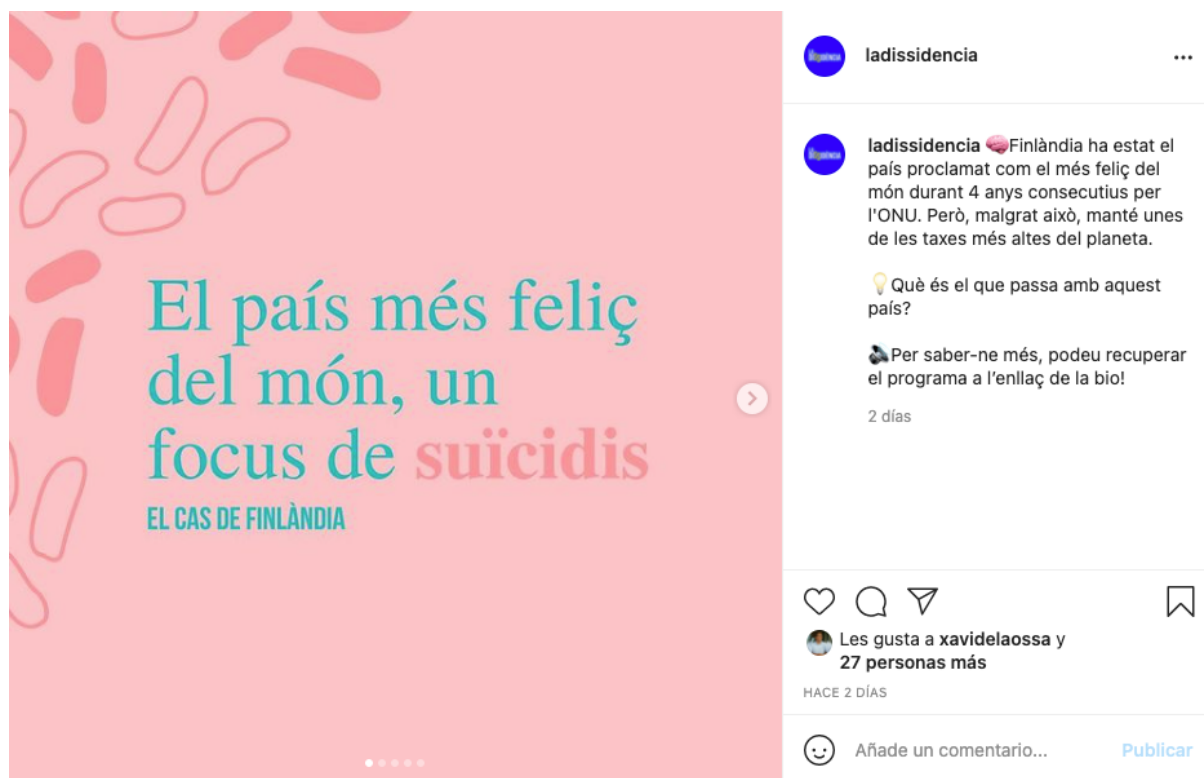 El país més feliç
del món, un
focus de suïcidis
EL CAS DE FINLÀNDIA
ladissidencia
ladissidencia 🧠Finlàndia ha estat el
país proclamat com el més feliç del
món durant 4 anys consecutius per
l'ONU. Però, malgrat això, manté unes
de les taxes més altes del planeta.
💡Què és el que passa amb aquest
país?
🔊Per saber-ne més, podeu recuperar
el programa a l’enllaç de la bio!
2 días
Les gusta a xavidelaossa y
27 personas más
HACE 2 DÍAS
Añade un comentario...
Publicar